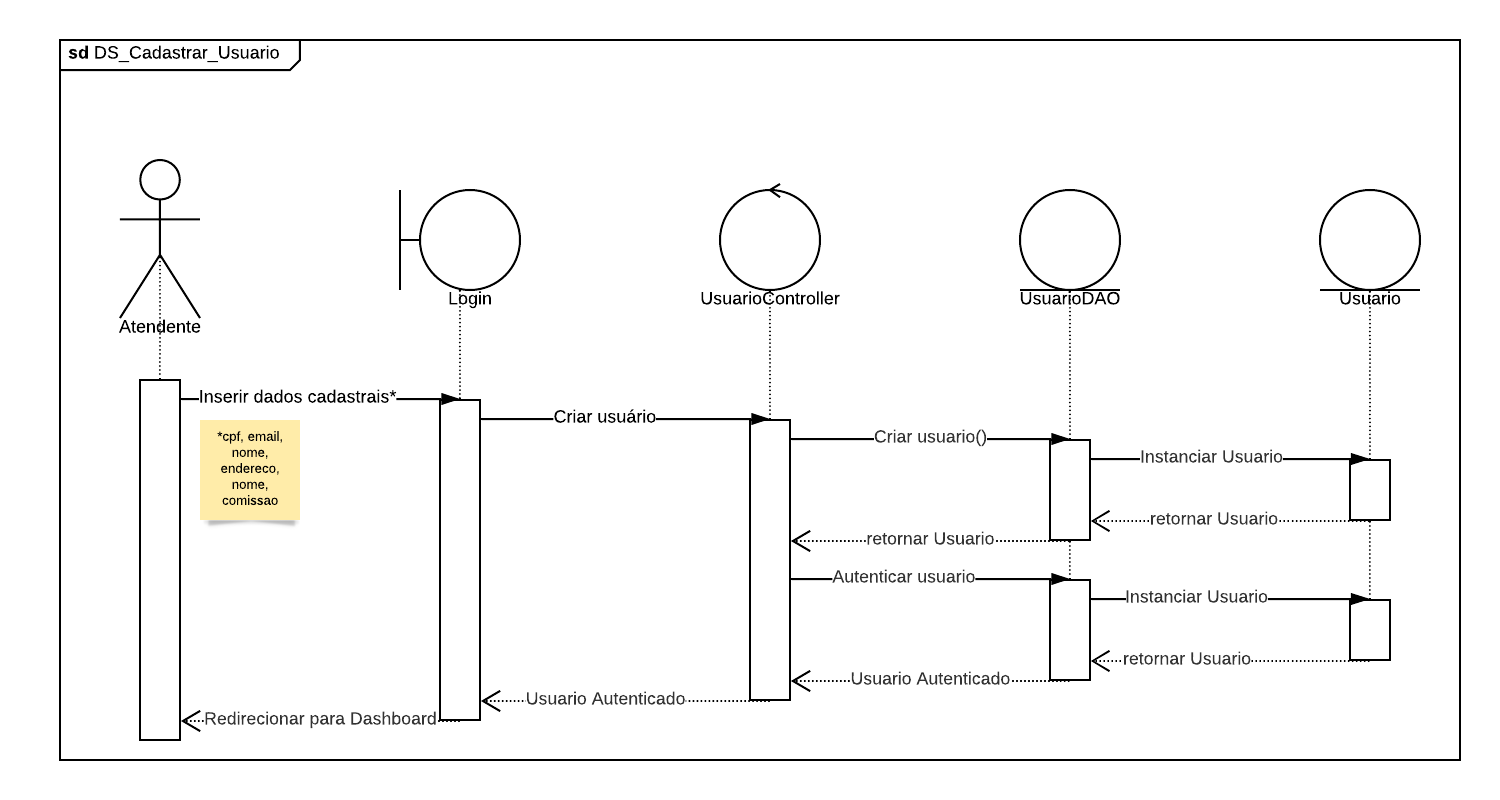 sd DS_Cadastrar_Usuario
Login
UsuarioController
UsuarioDAO
Usuario
Atendente
Inserir dados cadastrais*
Criar usuário
Criar usuario()
Instanciar Usuario
*cpf, email,
nome,
endereco,
nome,
comissao
retornar Usuario
retornar Usuario
Autenticar usuario
Instanciar Usuario
retornar Usuario
Usuario Autenticado
Usuario Autenticado
Redirecionar para Dashboard